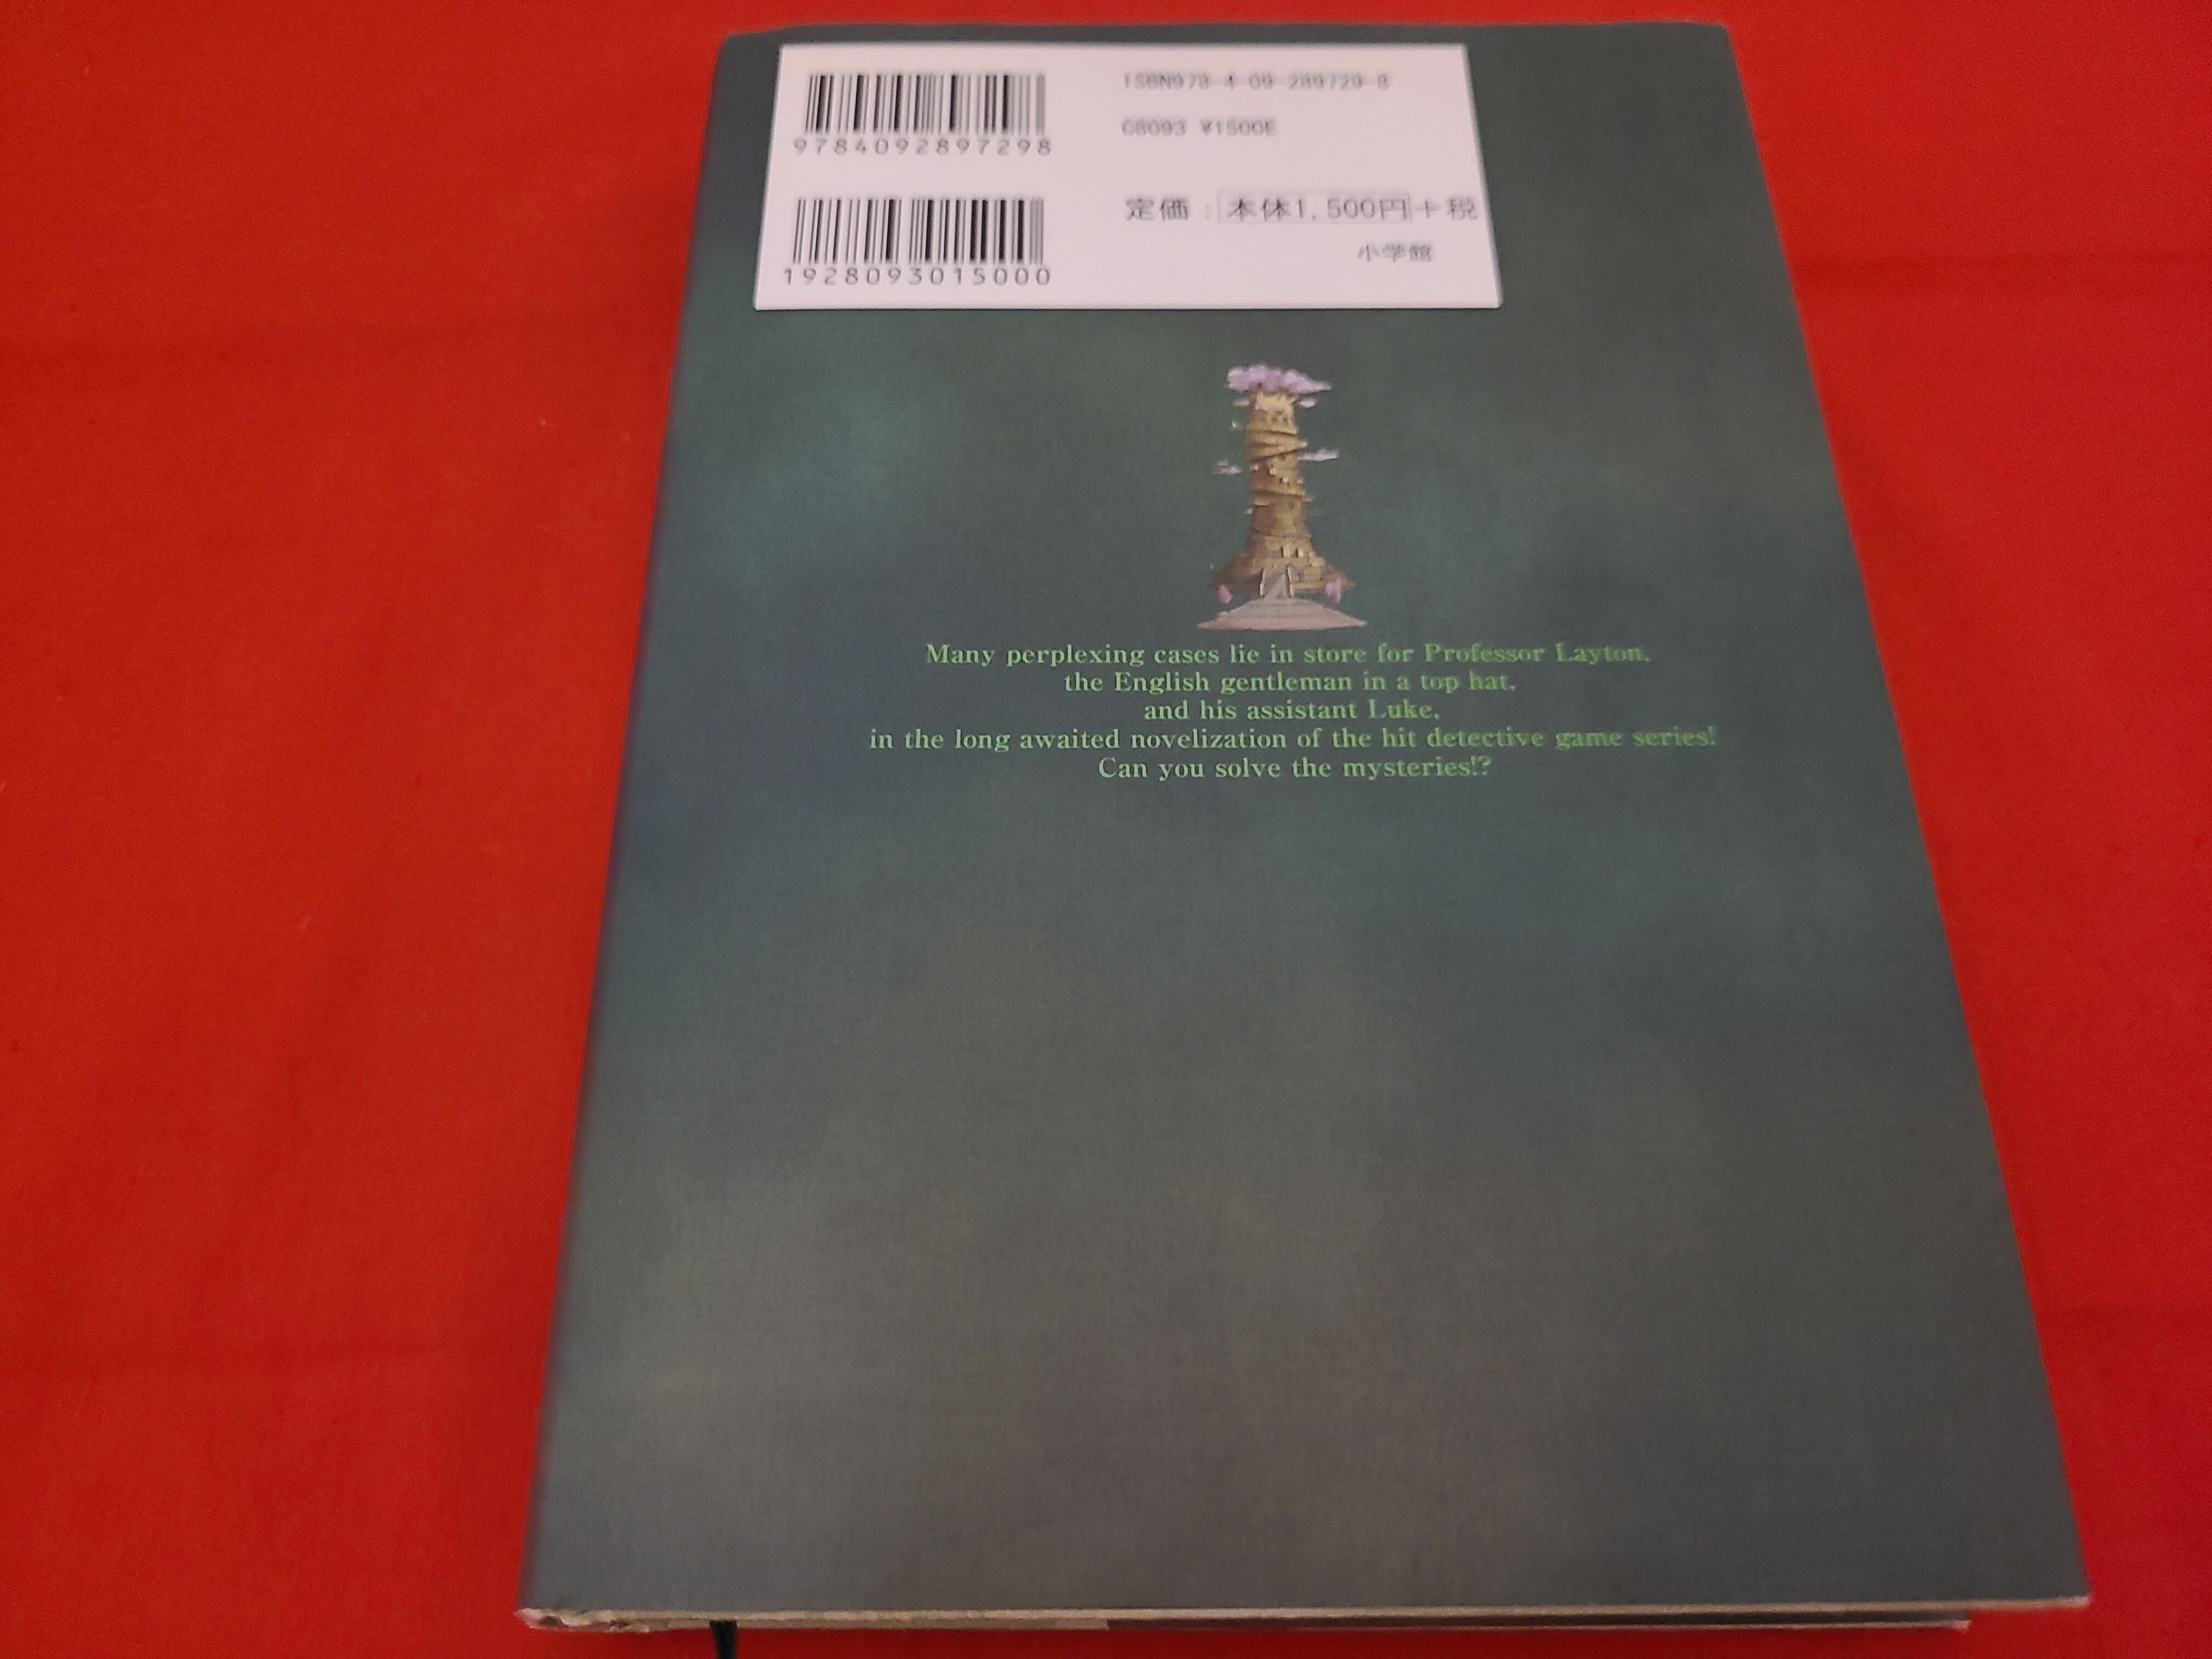 9784092897298
ISBN978-4-09-289729-8
C8093 ¥1500E
1928093015000
定価：本体1,500円＋税
小学館
Many perplexing cases lie in store for Professor Layton,
the English gentleman in a top hat,
and his assistant Luke,
in the long awaited novelization of the hit detective game series!
Can you solve the mysteries!?